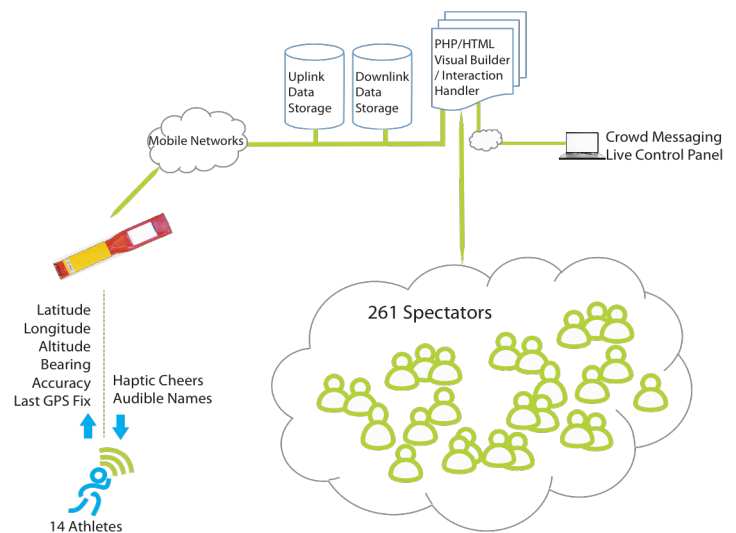 PHP/HTML
Visual Builder
/ Interaction
Handler
Uplink
Data
Storage
Downlink
Data
Storage
Mobile Networks
Crowd Messaging
Live Control Panel
261 Spectators
Latitude
Longitude
Altitude
Bearing
Accuracy
Last GPS Fix
Haptic Cheers
Audible Names
14 Athletes